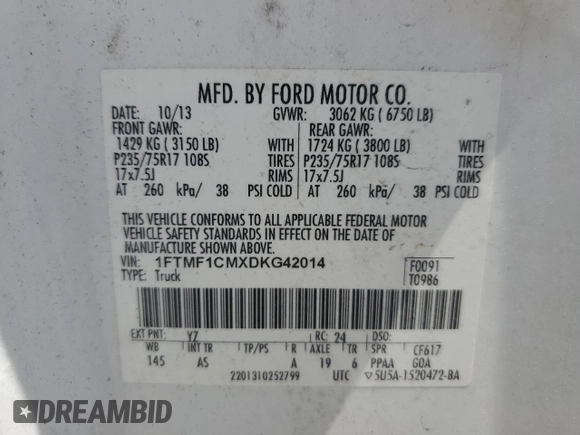 MFD. BY FORD MOTOR CO.
DATE: 10/13 GVWR: 3062 KG ( 6750 LB)
FRONT GAWR: REAR GAWR:
1429 KG ( 3150 LB) WITH 1724 KG ( 3800 LB) WITH
P235/75R17 108S TIRES P235/75R17 108S TIRES
17x7.5J RIMS 17x7.5J RIMS
AT 260 kPa/ 38 PSI COLD AT 260 kPa/ 38 PSI COLD
THIS VEHICLE CONFORMS TO ALL APPLICABLE FEDERAL MOTOR
VEHICLE SAFETY STANDARDS IN EFFECT ON THE DATE OF
MANUFACTURE SHOWN ABOVE.
VIN: 1FTMF1CMXDKG42014 F0091
TYPE: Truck T0986
EXT PNT: Y7 RC: 24 DSO:
WB INT TR TP/PS R AXLE TR SPR CF617
145 AS A 19 6 PPAA GOA
2201310252799 UTC ▽5U5A-1520472-BA
DREAMBID